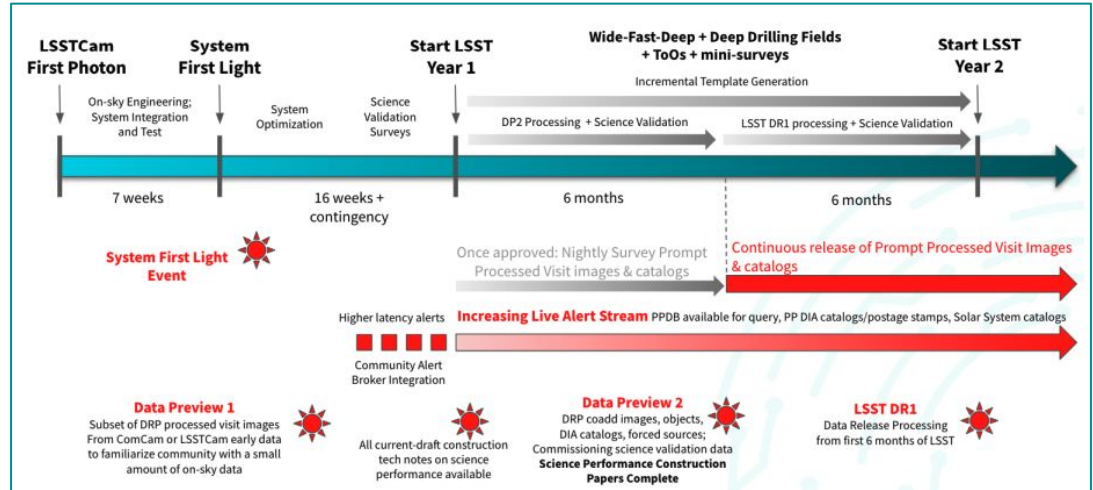 LSSTCam
First Photon
System
First Light
Start LSST
Year 1
Wide-Fast-Deep + Deep Drilling Fields
+ ToOs + mini-surveys
Start LSST
Year 2
On-sky Engineering;
System Integration
and Test
System
Optimization
Science
Validation
Surveys
Incremental Template Generation
DP2 Processing + Science Validation
LSST DR1 processing + Science Validation
7 weeks
16 weeks +
contingency
6 months
6 months
System First Light
Event
Once approved: Nightly Survey Prompt
Processed Visit images & catalogs
Continuous release of Prompt Processed Visit Images
& catalogs
Higher latency alerts
Increasing Live Alert Stream PPDB available for query, PP DIA catalogs/postage stamps, Solar System catalogs
Community Alert
Broker Integration
Data Preview 1
Subset of DRP processed visit images
From ComCam or LSSTCam early data
to familiarize community with a small
amount of on-sky data
All current-draft construction
tech notes on science
performance available
Data Preview 2
DRP coadd images, objects,
DIA catalogs, forced sources;
Commissioning science validation data
Science Performance Construction
Papers Complete
LSST DR1
Data Release Processing
from first 6 months of LSST